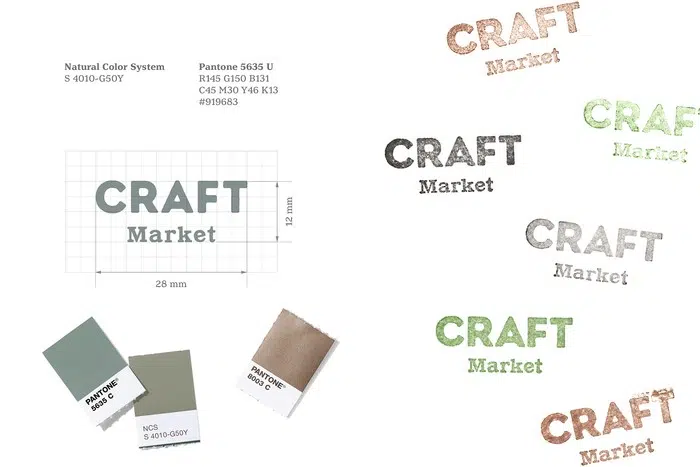 Natural Color System
S 4010-G50Y
Pantone 5635 U
R145 G150 B131
C45 M30 Y46 K13
#919683
CRAFT
Market
12 mm
28 mm
PANTONE®
5635 C
NCS
S 4010-G50Y
PANTONE®
8003 C
CRAFT
Market
CRAFT
Market
CRAFT
Market
CRAFT
Market
CRAFT
Market
CRAFT
Market